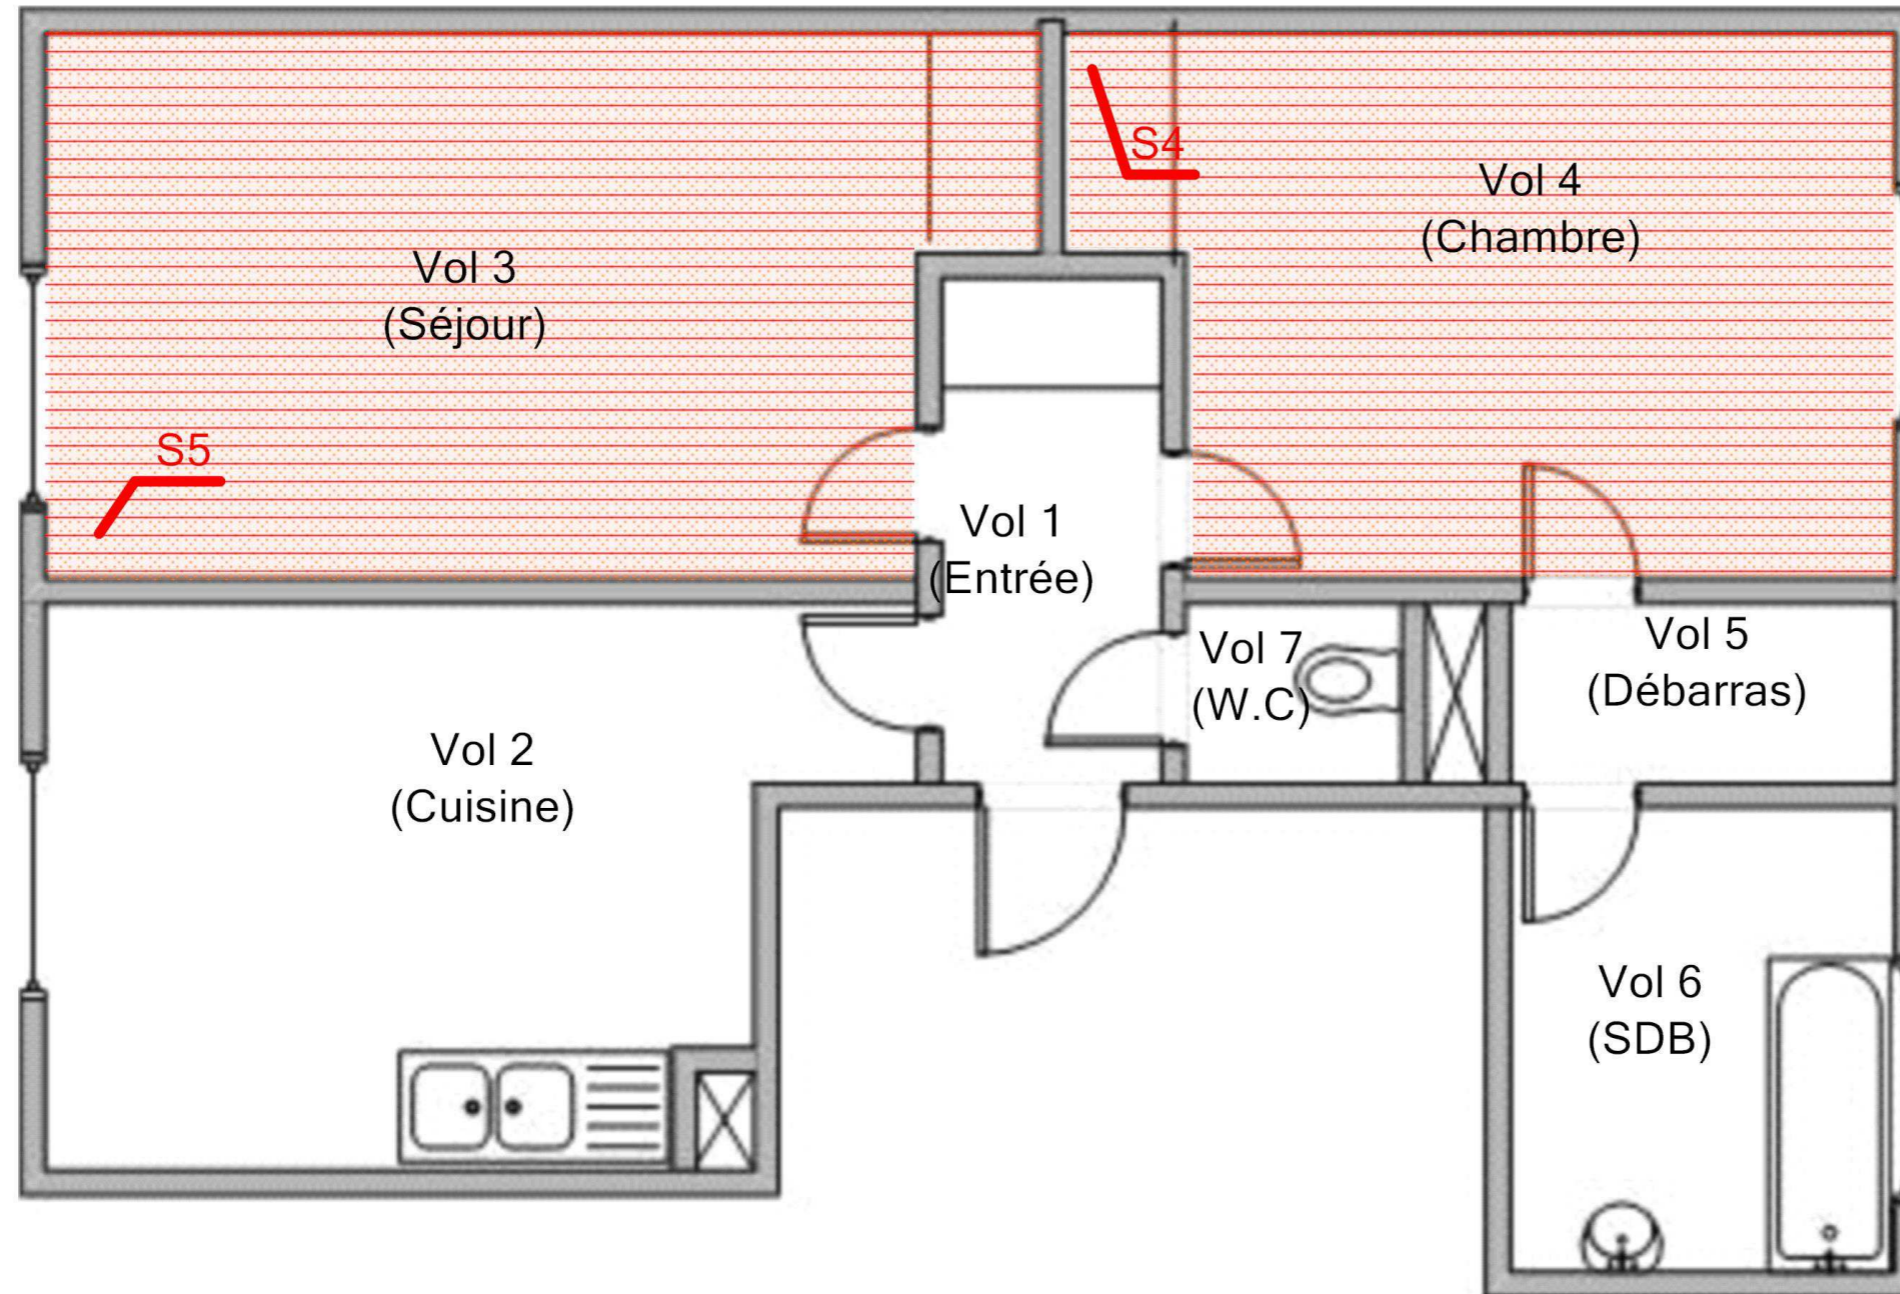 S4
Vol 4
(Chambre)
Vol 3
(Séjour)
S5
Vol 1
(Entrée)
Vol 7
(W.C)
Vol 5
(Débarras)
Vol 2
(Cuisine)
Vol 6
(SDB)